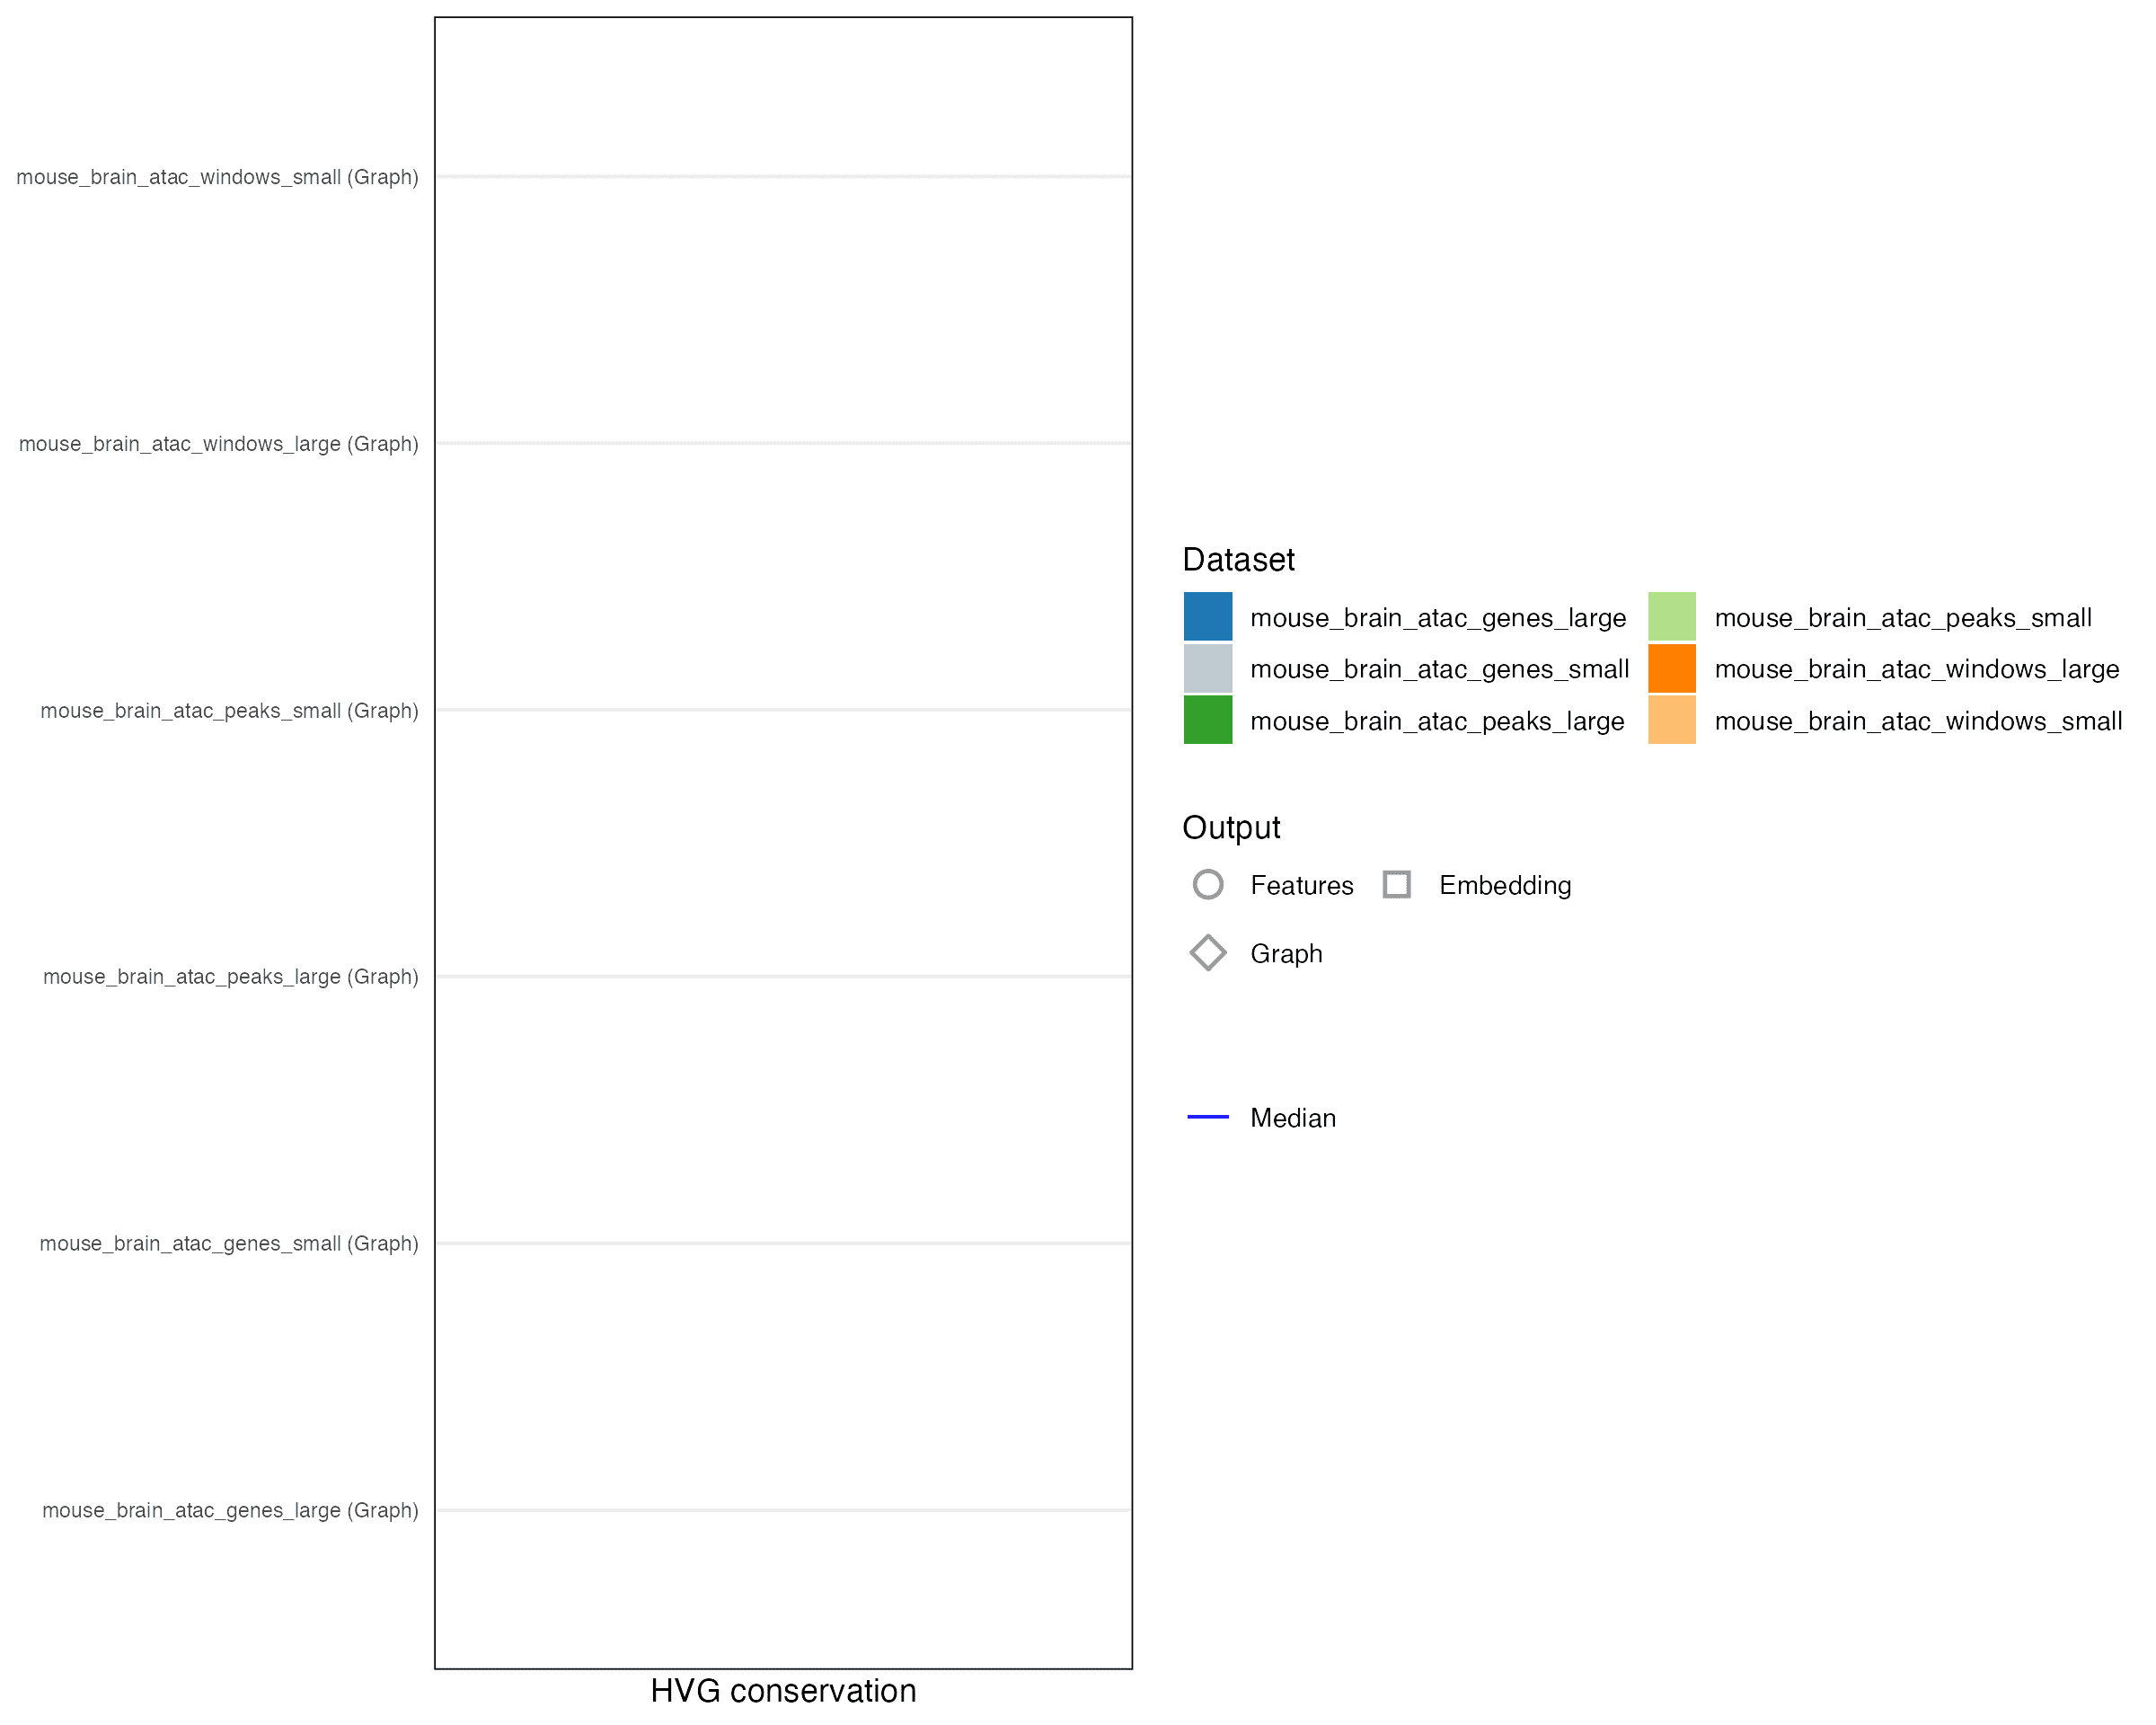 mouse_brain_atac_windows_small (Graph)
mouse_brain_atac_windows_large (Graph)
mouse_brain_atac_peaks_small (Graph)
mouse_brain_atac_peaks_large (Graph)
mouse_brain_atac_genes_small (Graph)
mouse_brain_atac_genes_large (Graph)
HVG conservation
Dataset
mouse_brain_atac_genes_large
mouse_brain_atac_genes_small
mouse_brain_atac_peaks_large
mouse_brain_atac_peaks_small
mouse_brain_atac_windows_large
mouse_brain_atac_windows_small
Output
Features
Embedding
Graph
Median